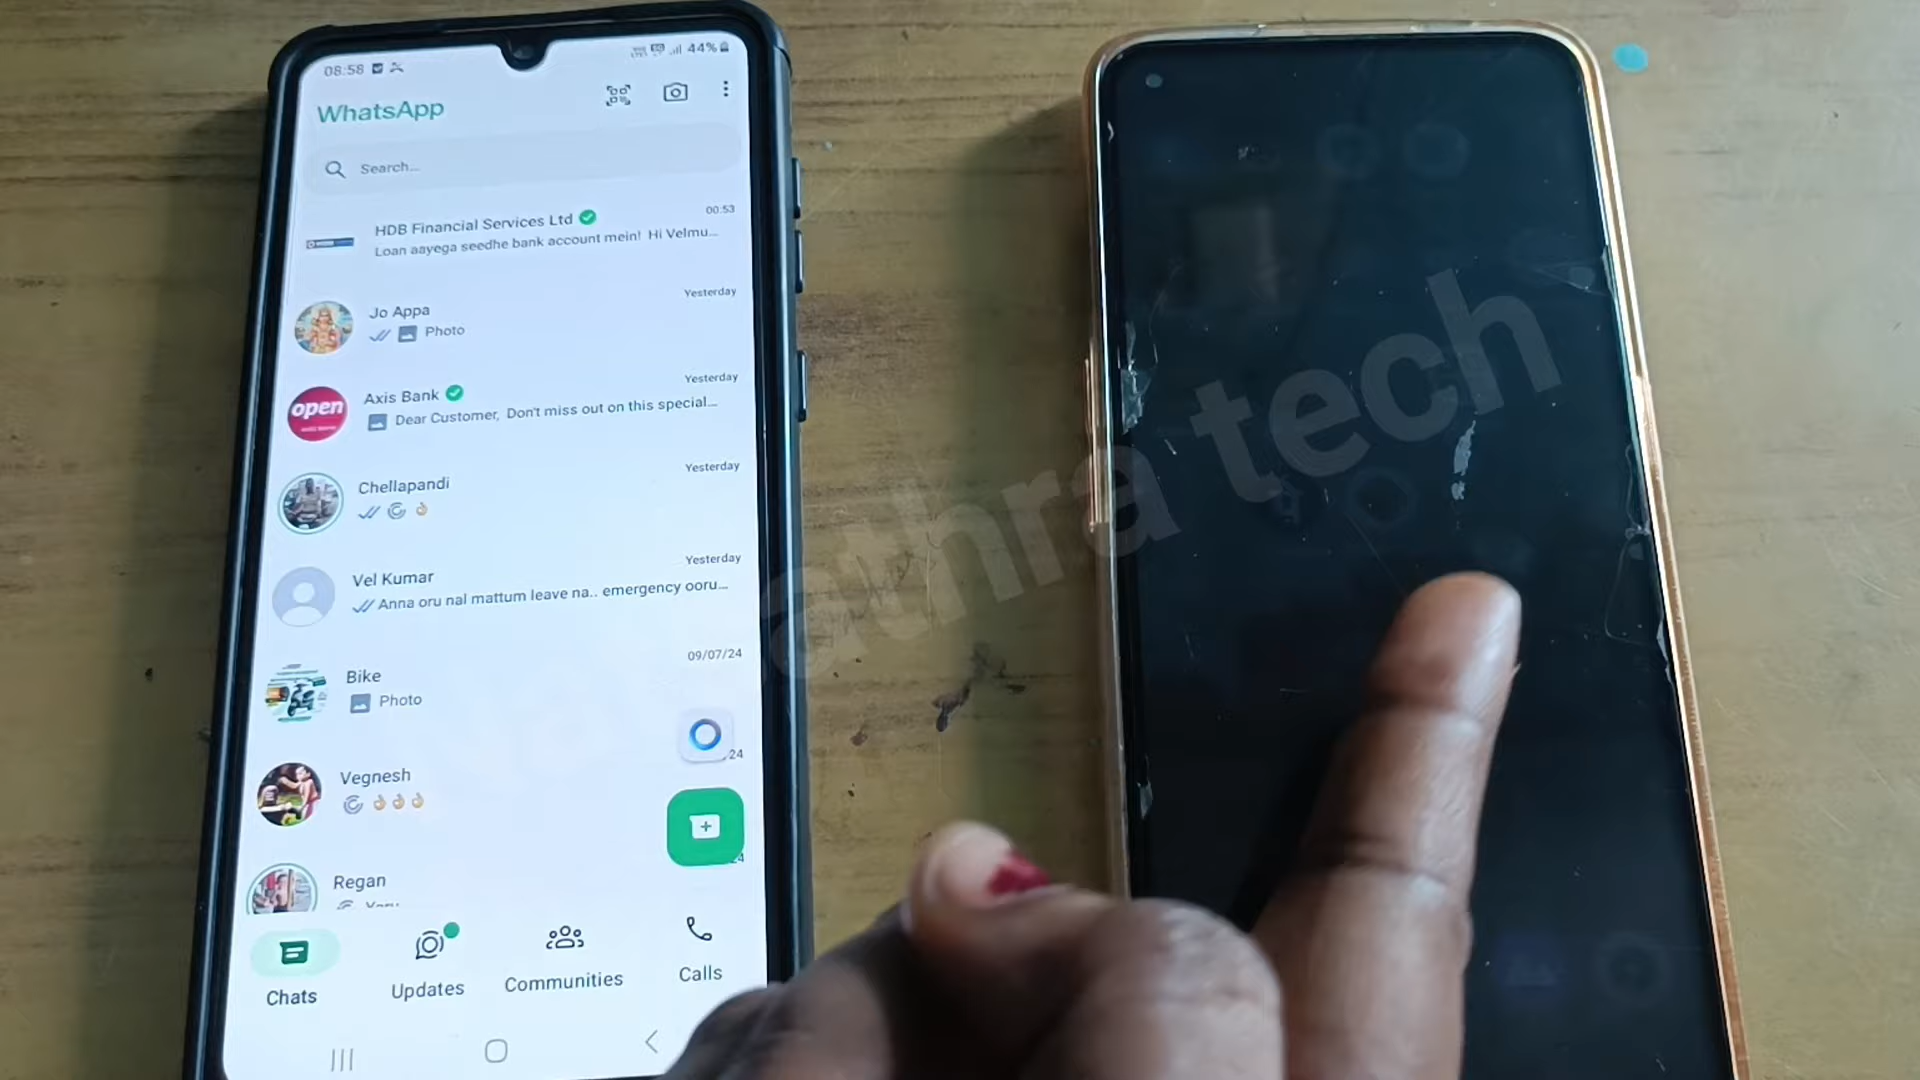 08:58
44%
WhatsApp
Search...
HDB Financial Services Ltd
00:53
Loan aayega seedhe bank account mein! Hi Velmu...
Jo Appa
Yesterday
Photo
Axis Bank
Yesterday
open
Dear Customer, Don't miss out on this special...
Chellapandi
Yesterday
Vel Kumar
Yesterday
Anna oru nal mattum leave na.. emergency ooru...
Bike
09/07/24
Photo
Vegnesh
24
Regan
24
Chats
Updates
Communities
Calls
athra tech